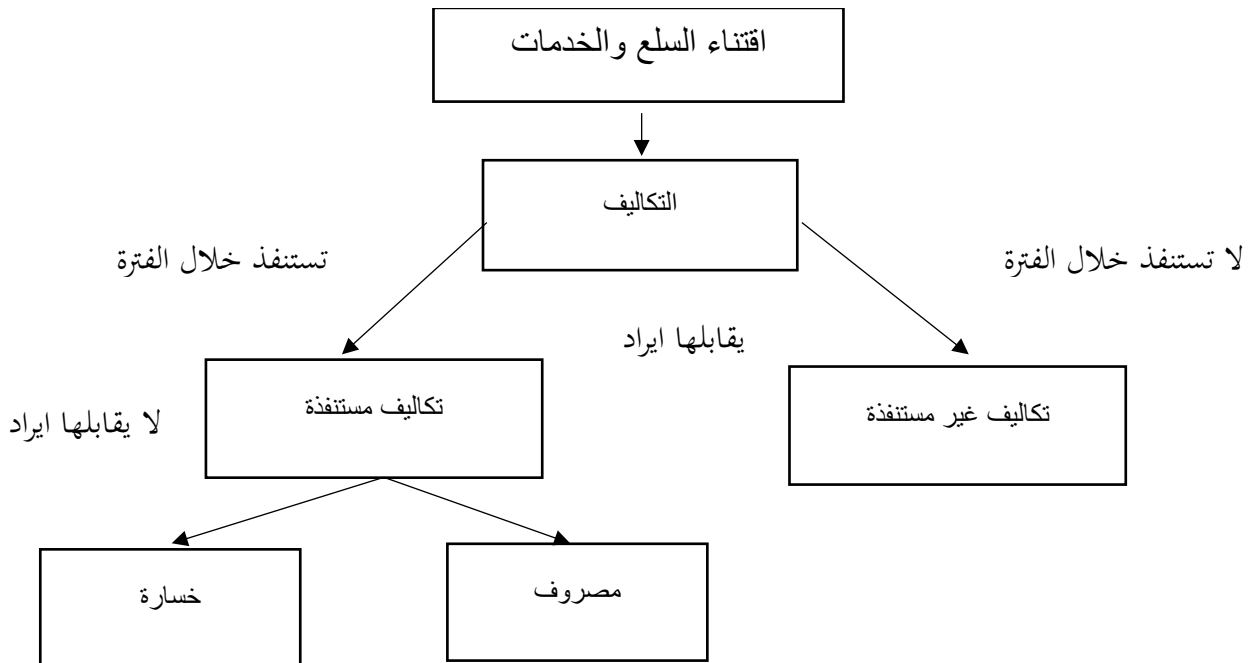 اقتناء السلع والخدمات
التكاليف
لا تستنفذ خلال الفترة
تستنفذ خلال الفترة
يقابلها ايراد
تكاليف غير مستنفذة
تكاليف مستنفذة
لا يقابلها ايراد
مصروف
خسارة